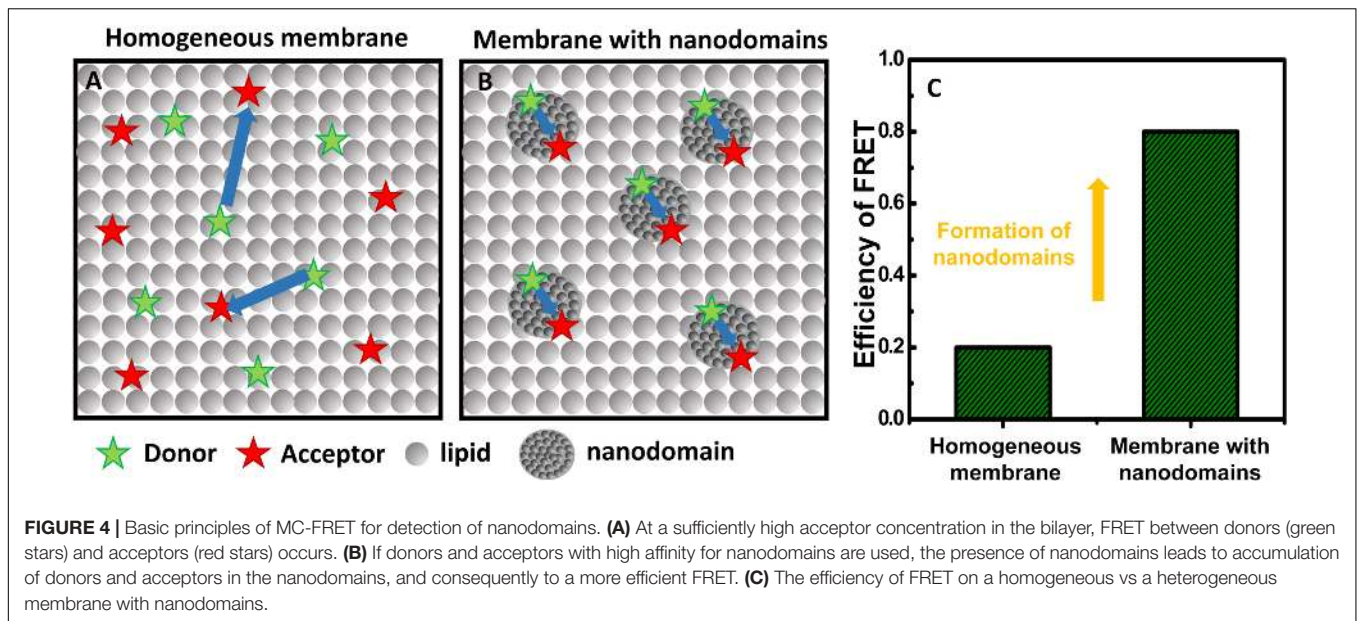 Homogeneous membrane
Membrane with nanodomains
A
B
C
Efficiency of FRET
1.0
0.8
0.6
0.4
0.2
0.0
Formation of
nanodomains
Homogeneous
membrane
Membrane with
nanodomains
Donor
Acceptor
lipid
nanodomain
FIGURE 4 | Basic principles of MC-FRET for detection of nanodomains. (A) At a sufficiently high acceptor concentration in the bilayer, FRET between donors (green
stars) and acceptors (red stars) occurs. (B) If donors and acceptors with high affinity for nanodomains are used, the presence of nanodomains leads to accumulation
of donors and acceptors in the nanodomains, and consequently to a more efficient FRET. (C) The efficiency of FRET on a homogeneous vs a heterogeneous
membrane with nanodomains.